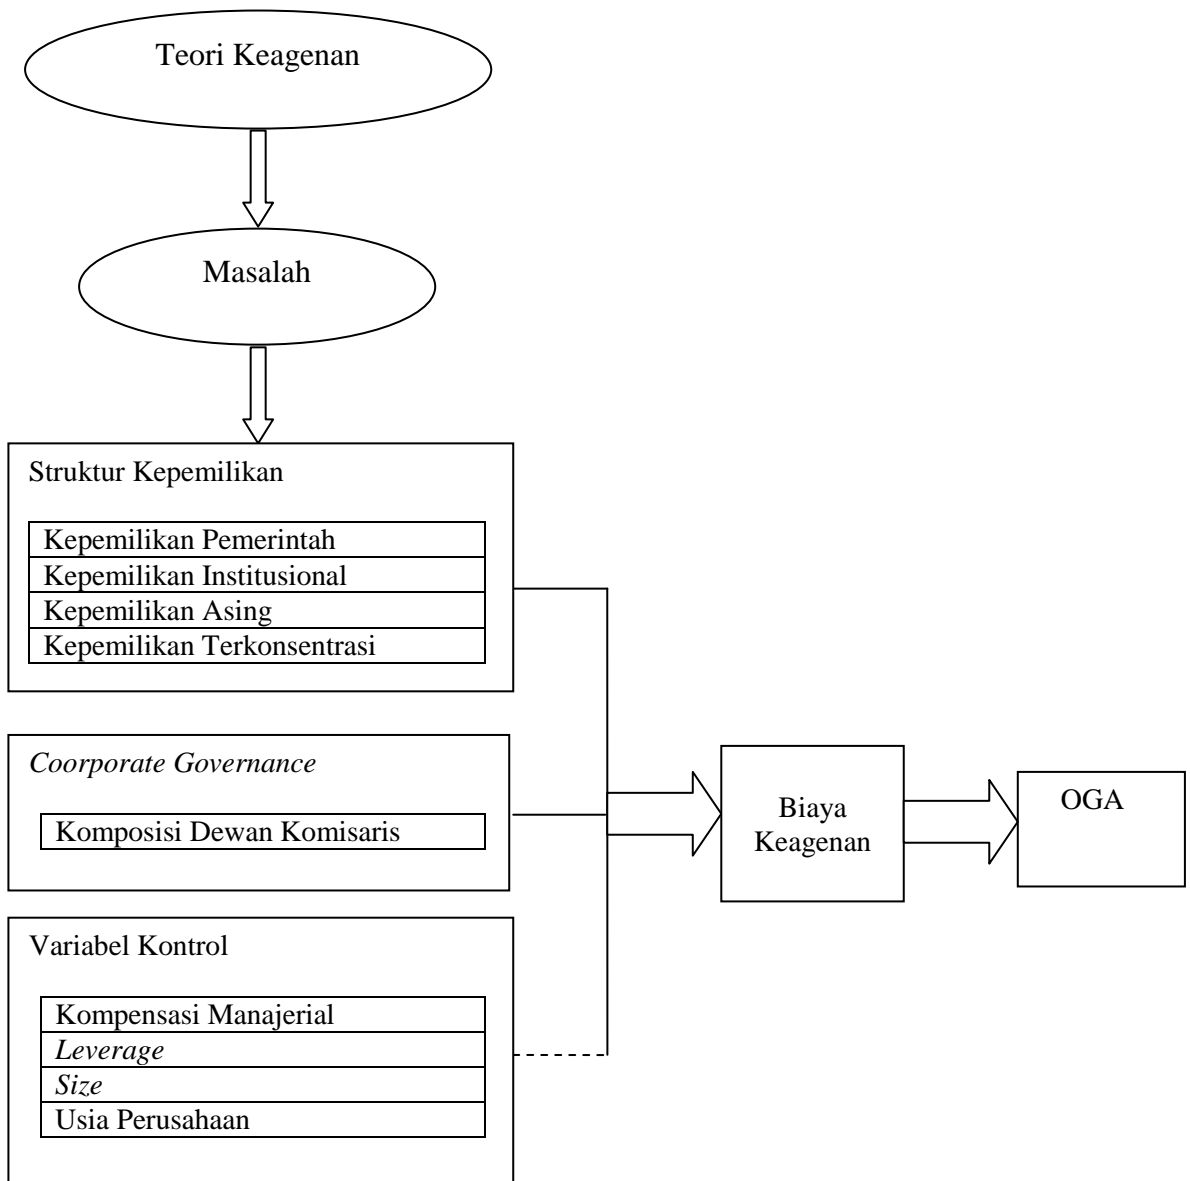 Teori Keagenan
Masalah
Struktur Kepemilikan
Kepemilikan Pemerintah
Kepemilikan Institusional
Kepemilikan Asing
Kepemilikan Terkonsentrasi
Coorporate Governance
Komposisi Dewan Komisaris
Variabel Kontrol
Kompensasi Manajerial
Leverage
Size
Usia Perusahaan
Biaya
Keagenan
OGA